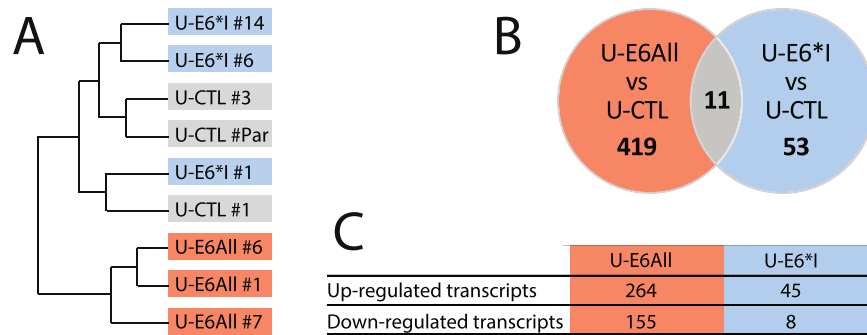 A
U-E6*I #14
U-E6*I #6
U-CTL #3
U-CTL #Par
U-E6*I #1
U-CTL #1
U-E6All #6
U-E6All #1
U-E6All #7
B
U-E6All
vs
U-CTL
419
11
U-E6*I
vs
U-CTL
53
C
U-E6All U-E6*I
Up-regulated transcripts 264 45
Down-regulated transcripts 155 8